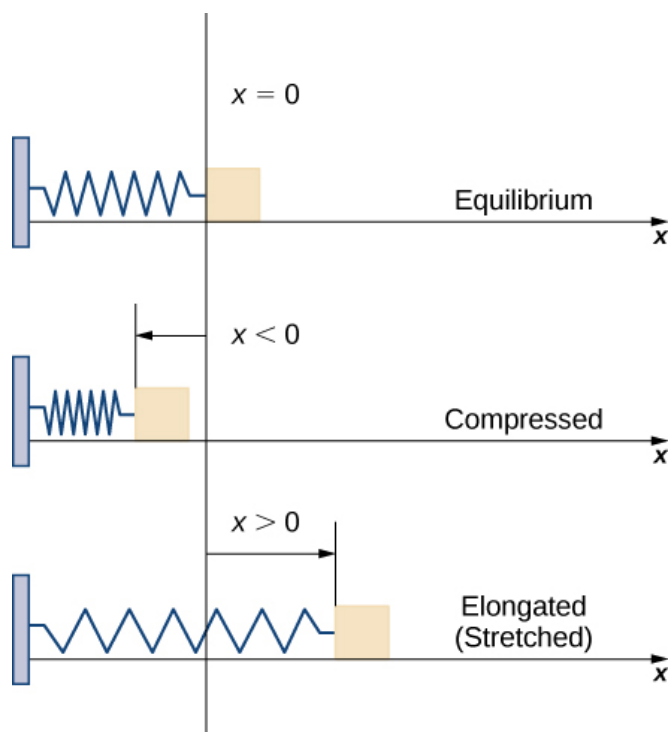 x = 0
Equilibrium
x
x < 0
Compressed
x
x > 0
Elongated
(Stretched)
x